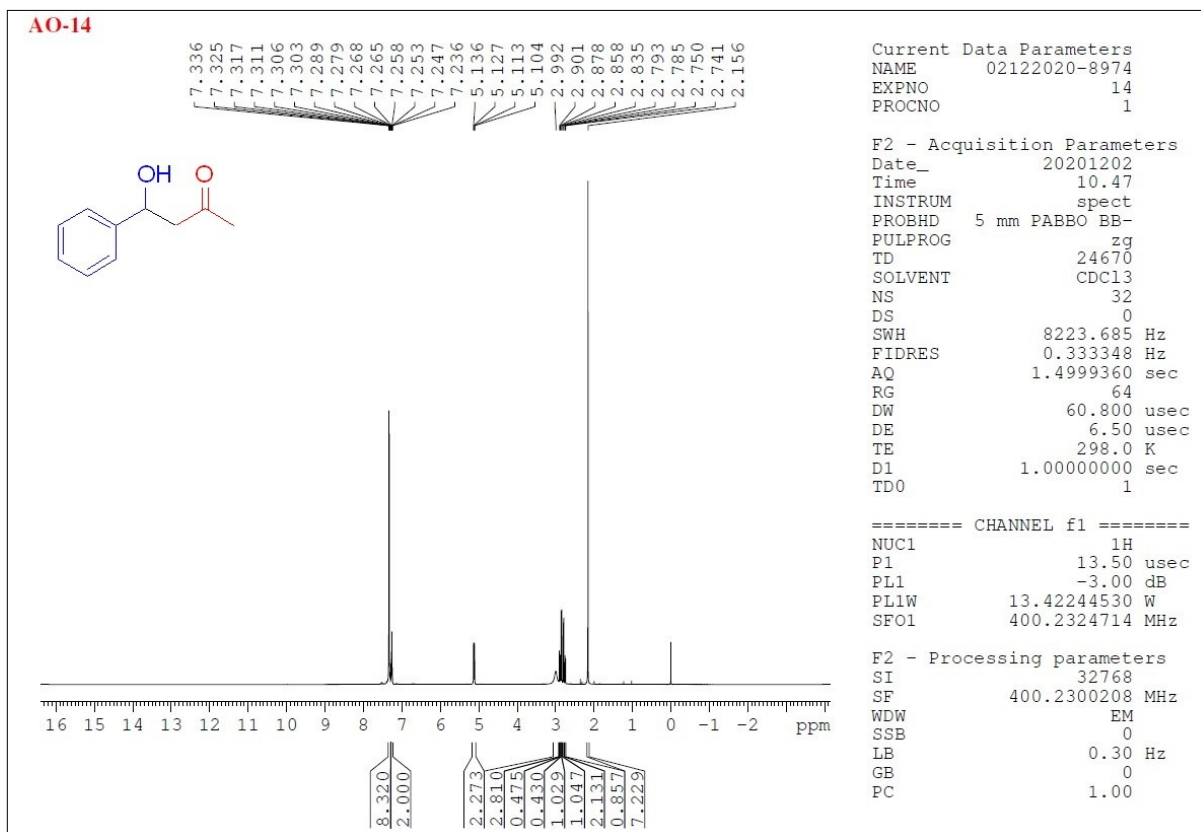 AO-14
7.336
7.325
7.317
7.311
7.306
7.303
7.289
7.279
7.268
7.265
7.258
7.253
7.247
7.236
5.136
5.127
5.113
5.104
2.992
2.901
2.878
2.858
2.835
2.793
2.785
2.750
2.741
2.156
OH
O
16 15 14 13 12 11 10 9 8 7 6 5 4 3 2 1 0 -1 -2 ppm
8.320
2.000
2.273
2.810
0.475
0.430
1.029
1.047
2.131
0.857
7.229
Current Data Parameters
NAME 02122020-8974
EXPNO 14
PROCNO 1
F2 - Acquisition Parameters
Date_ 20201202
Time 10.47
INSTRUM spect
PROBHD 5 mm PABBO BB-
PULPROG zg
TD 24670
SOLVENT CDCl3
NS 32
DS 0
SWH 8223.685 Hz
FIDRES 0.333348 Hz
AQ 1.4999360 sec
RG 64
DW 60.800 usec
DE 6.50 usec
TE 298.0 K
D1 1.00000000 sec
TD0 1
======== CHANNEL f1 ========
NUC1 1H
P1 13.50 usec
PL1 -3.00 dB
PL1W 13.42244530 W
SFO1 400.2324714 MHz
F2 - Processing parameters
SI 32768
SF 400.2300208 MHz
WDW EM
SSB 0
LB 0.30 Hz
GB 0
PC 1.00